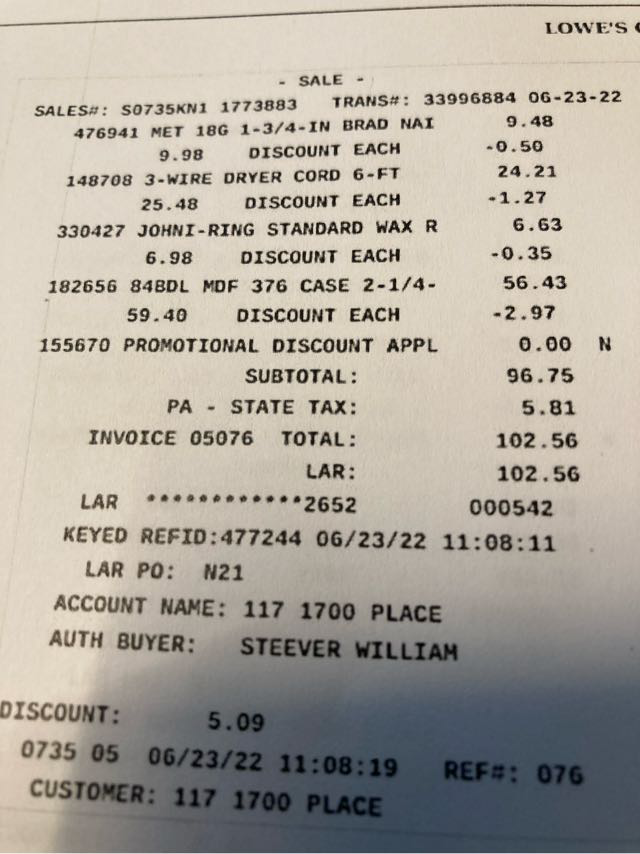 LOWE'S
- SALE -
SALES#: S0735KN1 1773883 TRANS#: 33996884 06-23-22
476941 MET 18G 1-3/4-IN BRAD NAI 9.48
9.98 DISCOUNT EACH -0.50
148708 3-WIRE DRYER CORD 6-FT 24.21
25.48 DISCOUNT EACH -1.27
330427 JOHNI-RING STANDARD WAX R 6.63
6.98 DISCOUNT EACH -0.35
182656 84BDL MDF 376 CASE 2-1/4- 56.43
59.40 DISCOUNT EACH -2.97
155670 PROMOTIONAL DISCOUNT APPL 0.00 N
SUBTOTAL: 96.75
PA - STATE TAX: 5.81
INVOICE 05076 TOTAL: 102.56
LAR: 102.56
LAR ************2652 000542
KEYED REFID:477244 06/23/22 11:08:11
LAR PO: N21
ACCOUNT NAME: 117 1700 PLACE
AUTH BUYER: STEEVER WILLIAM
DISCOUNT: 5.09
0735 05 06/23/22 11:08:19 REF#: 076
CUSTOMER: 117 1700 PLACE